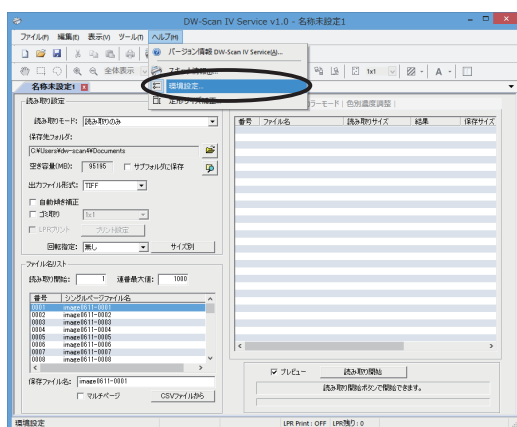 DW-Scan IV Service v1.0 - 名称未設定1
ファイル(F) 編集(E) 表示(V) ツール(T) ヘルプ(H)
バージョン情報 DW-Scan IV Service(A)...
全体表示
1x1
環境設定...
名称未設定1
カラーモード | 色別濃度調整 |
読み取り設定
読み取りモード: 読み取りのみ
保存先フォルダ:
C:¥Users¥dw-scan4¥Documents
空き容量(MB): 95195 サブフォルダに保存
出力ファイル形式: TIFF
自動傾き補正
ゴミ取り 1x1
LPRプリント プリント設定
回転指定: 無し サイズ別
ファイル名リスト
読み取り開始: 1 連番最大値: 1000
番号 シングルページファイル名
0001 image0611-0001
0002 image0611-0002
0003 image0611-0003
0004 image0611-0004
0005 image0611-0005
0006 image0611-0006
0007 image0611-0007
0008 image0611-0008
保存ファイル名: image0611-0001
マルチページ CSVファイルから
番号 ファイル名 読み取りサイズ 結果 保存サイズ
プレビュー 読み取り開始
読み取り開始ボタンで開始できます。
環境設定
LPR Print : OFF LPR残り : 0